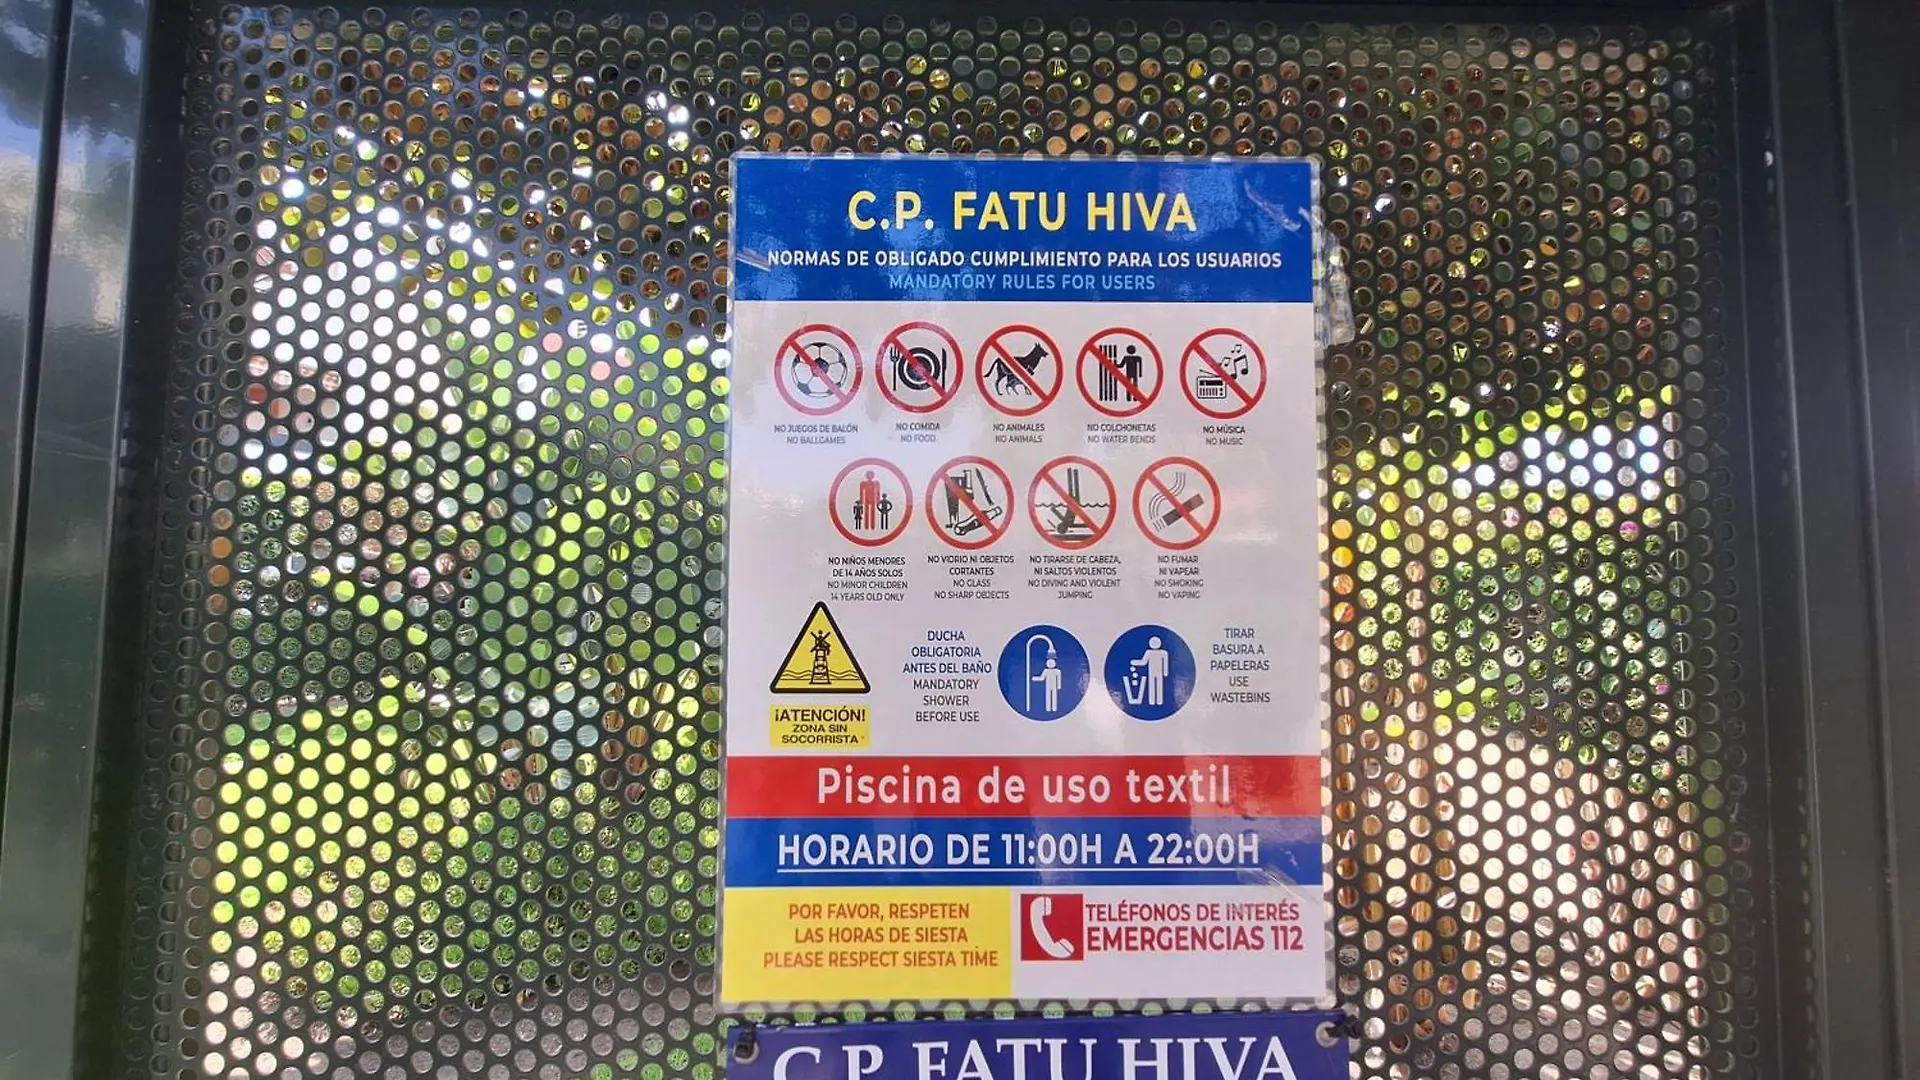 C.P. FATU HIVA
NORMAS DE OBLIGADO CUMPLIMIENTO PARA LOS USUARIOS
MANDATORY RULES FOR USERS
NO JUEGOS DE BALÓN
NO BALLGAMES
NO COMIDA
NO FOOD
NO ANIMALES
NO ANIMALS
NO COLCHONETAS
NO WATER BENDS
NO MÚSICA
NO MUSIC
NO NIÑOS MENORES
DE 14 AÑOS SOLOS
NO MINOR CHILDREN
14 YEARS OLD ONLY
NO VIDRIO NI OBJETOS
CORTANTES
NO GLASS
NO SHARP OBJECTS
NO TIRARSE DE CABEZA,
NI SALTOS VIOLENTOS
NO DIVING AND VIOLENT
JUMPING
NO FUMAR
NI VAPEAR
NO SMOKING
NO VAPING
¡ATENCIÓN!
ZONA SIN
SOCORRISTA
DUCHA
OBLIGATORIA
ANTES DEL BAÑO
MANDATORY
SHOWER
BEFORE USE
TIRAR
BASURA A
PAPELERAS
USE
WASTEBINS
Piscina de uso textil
HORARIO DE 11:00H A 22:00H
POR FAVOR, RESPETEN
LAS HORAS DE SIESTA
PLEASE RESPECT SIESTA TIME
TELÉFONOS DE INTERÉS
EMERGENCIAS 112
C.P. FATU HIVA